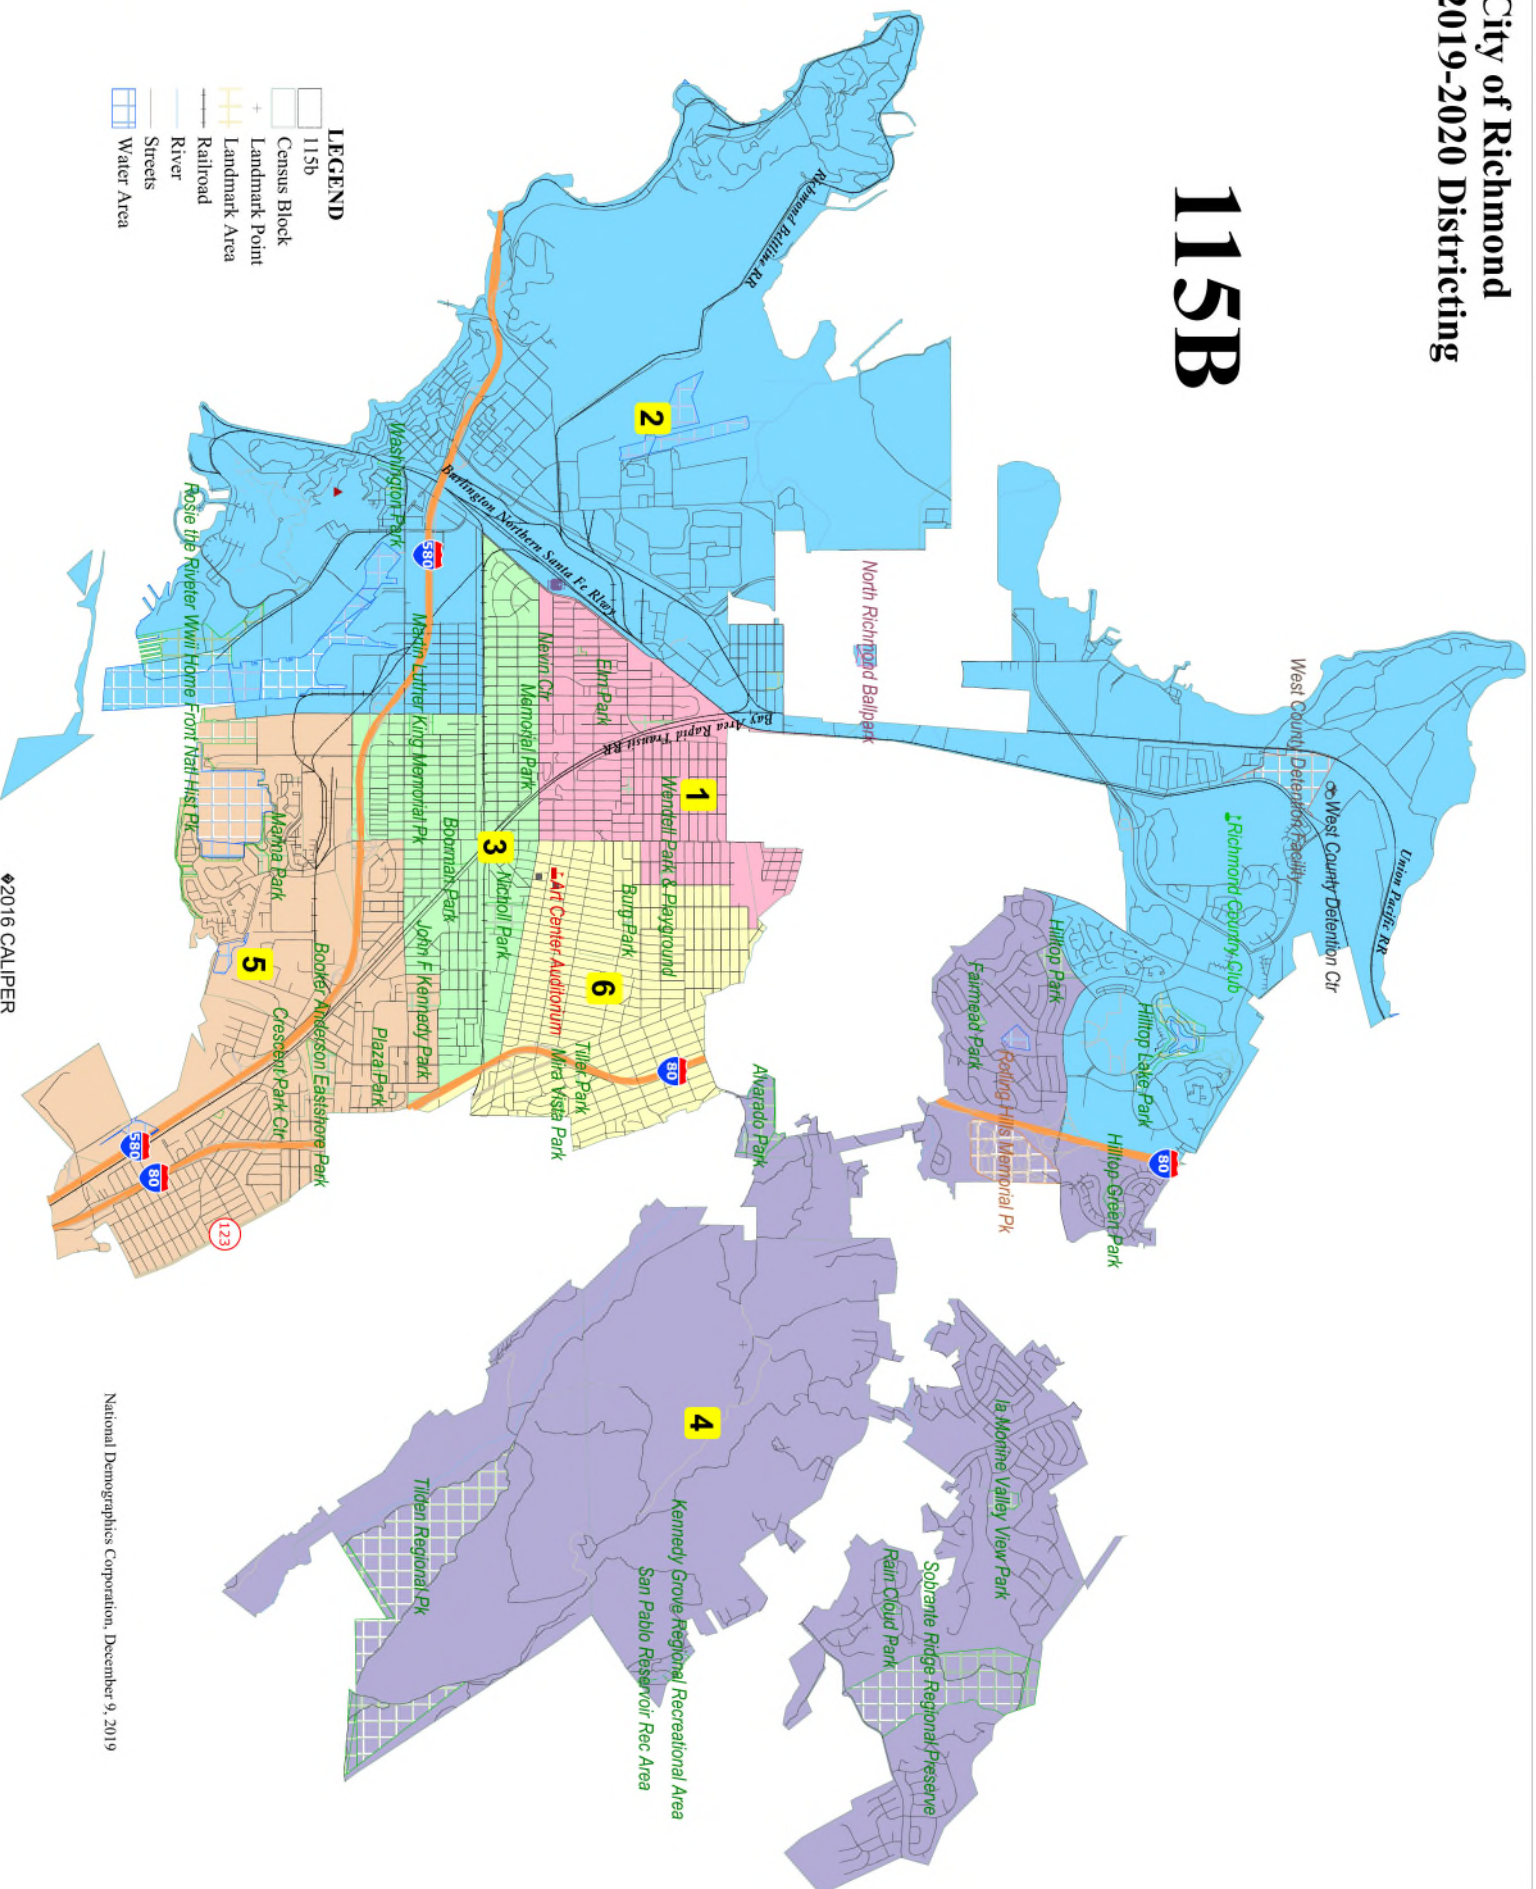 City of Richmond
2019-2020 Districting
115B
LEGEND
115b
Census Block
Landmark Point
Landmark Area
Railroad
River
Streets
Water Area
Union Pacific RR
West County Detention Ctr
West County Detention Facility
Richmond Country Club
Hilltop Lake Park
Hilltop Green Park
80
Hilltop Park
Fairmead Park
Rolling Hills Memorial Pk
North Richmond Ballpark
Richmond Beltline RR
2
Burlington Northern Santa Fe Rlwy
Bay Area Rapid Transit RR
1
Wendell Park & Playground
Elm Park
Burg Park
6
80
Alvarado Park
Tiller Park
Mira Vista Park
Art Center Auditorium
Nevin Ctr
Memorial Park
3
Nicholl Park
Boorman Park
John F Kennedy Park
Martin Luther King Memorial Pk
580
Washington Park
Plaza Park
Booker Anderson Eastshore Park
Crescent Park Ctr
Marina Park
5
Rosie the Riveter Wwii Home Front Natl Hist Pk
580
80
123
la Monine Valley View Park
Sobrante Ridge Regional Preserve
Rain Cloud Park
4
Kennedy Grove Regional Recreational Area
San Pablo Reservoir Rec Area
Tilden Regional Pk
�2016 CALIPER
National Demographics Corporation, December 9, 2019